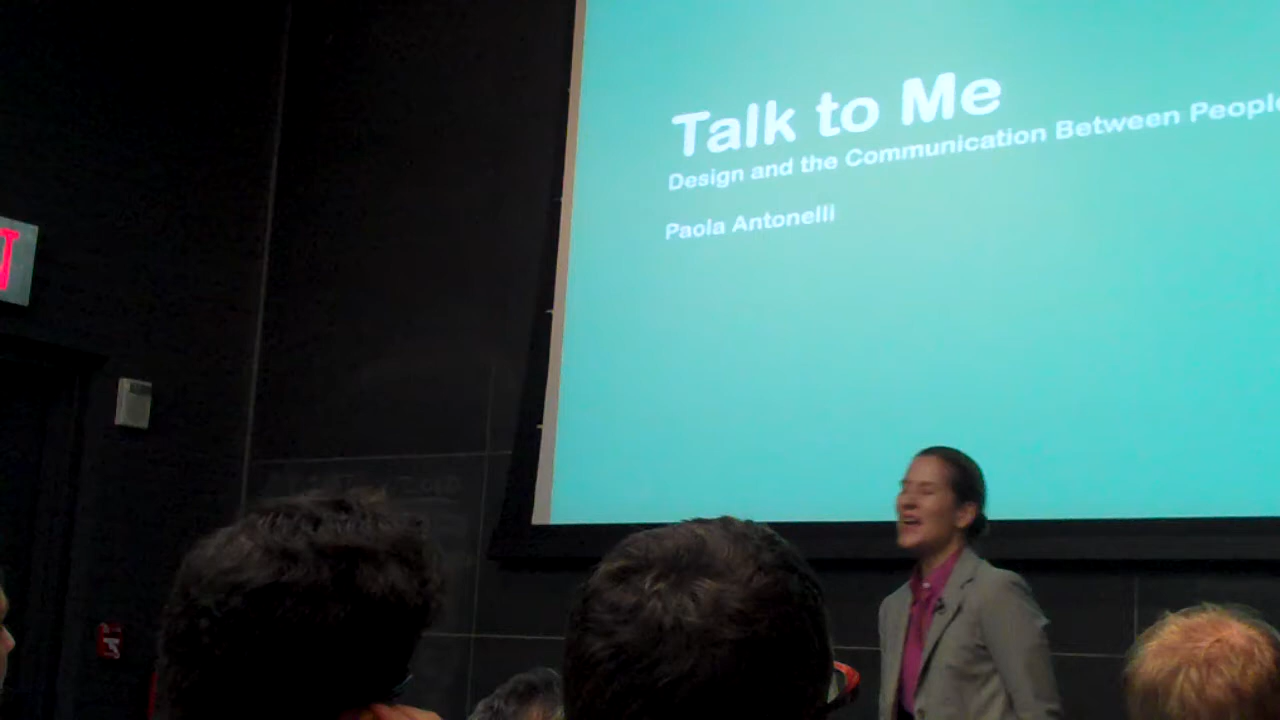 Talk to Me
Design and the Communication Between People
Paola Antonelli